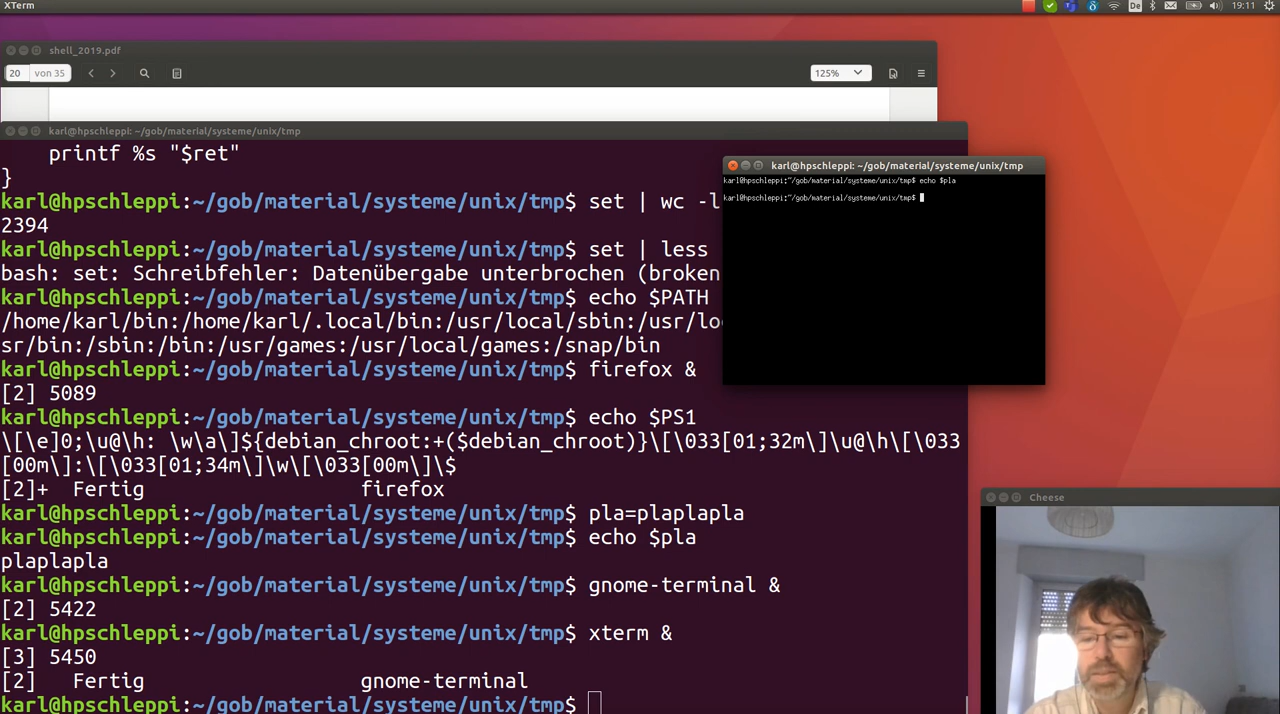 XTerm
De
19:11
shell_2019.pdf
20 von 35
125%
karl@hpschleppi: ~/gob/material/systeme/unix/tmp
printf %s "$ret"
}
karl@hpschleppi:~/gob/material/systeme/unix/tmp$ set | wc -l
2394
karl@hpschleppi:~/gob/material/systeme/unix/tmp$ set | less
bash: set: Schreibfehler: Datenübergabe unterbrochen (broken
karl@hpschleppi:~/gob/material/systeme/unix/tmp$ echo $PATH
/home/karl/bin:/home/karl/.local/bin:/usr/local/sbin:/usr/lo
sr/bin:/sbin:/bin:/usr/games:/usr/local/games:/snap/bin
karl@hpschleppi:~/gob/material/systeme/unix/tmp$ firefox &
[2] 5089
karl@hpschleppi:~/gob/material/systeme/unix/tmp$ echo $PS1
\[\e]0;\u@\h: \w\a\]${debian_chroot:+($debian_chroot)}\[\033[01;32m\]\u@\h\[\033
[00m\]:\[\033[01;34m\]\w\[\033[00m\]\$
[2]+  Fertig                  firefox
karl@hpschleppi:~/gob/material/systeme/unix/tmp$ pla=plaplapla
karl@hpschleppi:~/gob/material/systeme/unix/tmp$ echo $pla
plaplapla
karl@hpschleppi:~/gob/material/systeme/unix/tmp$ gnome-terminal &
[2] 5422
karl@hpschleppi:~/gob/material/systeme/unix/tmp$ xterm &
[3] 5450
[2]   Fertig                  gnome-terminal
karl@hpschleppi:~/gob/material/systeme/unix/tmp$
karl@hpschleppi: ~/gob/material/systeme/unix/tmp
karl@hpschleppi:~/gob/material/systeme/unix/tmp$ echo $pla
karl@hpschleppi:~/gob/material/systeme/unix/tmp$
Cheese